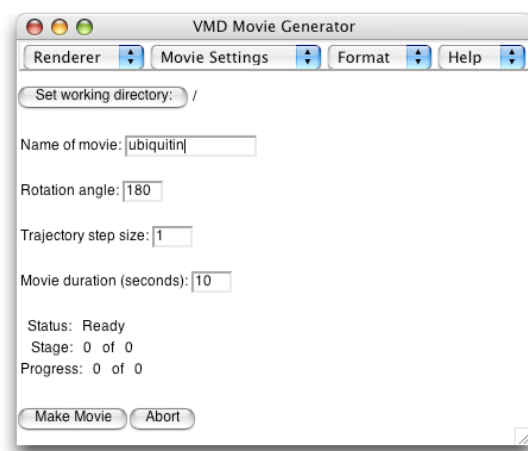 VMD Movie Generator
Renderer Movie Settings Format Help
Set working directory: /
Name of movie: ubiquitin
Rotation angle: 180
Trajectory step size: 1
Movie duration (seconds): 10
Status: Ready
Stage: 0 of 0
Progress: 0 of 0
Make Movie Abort